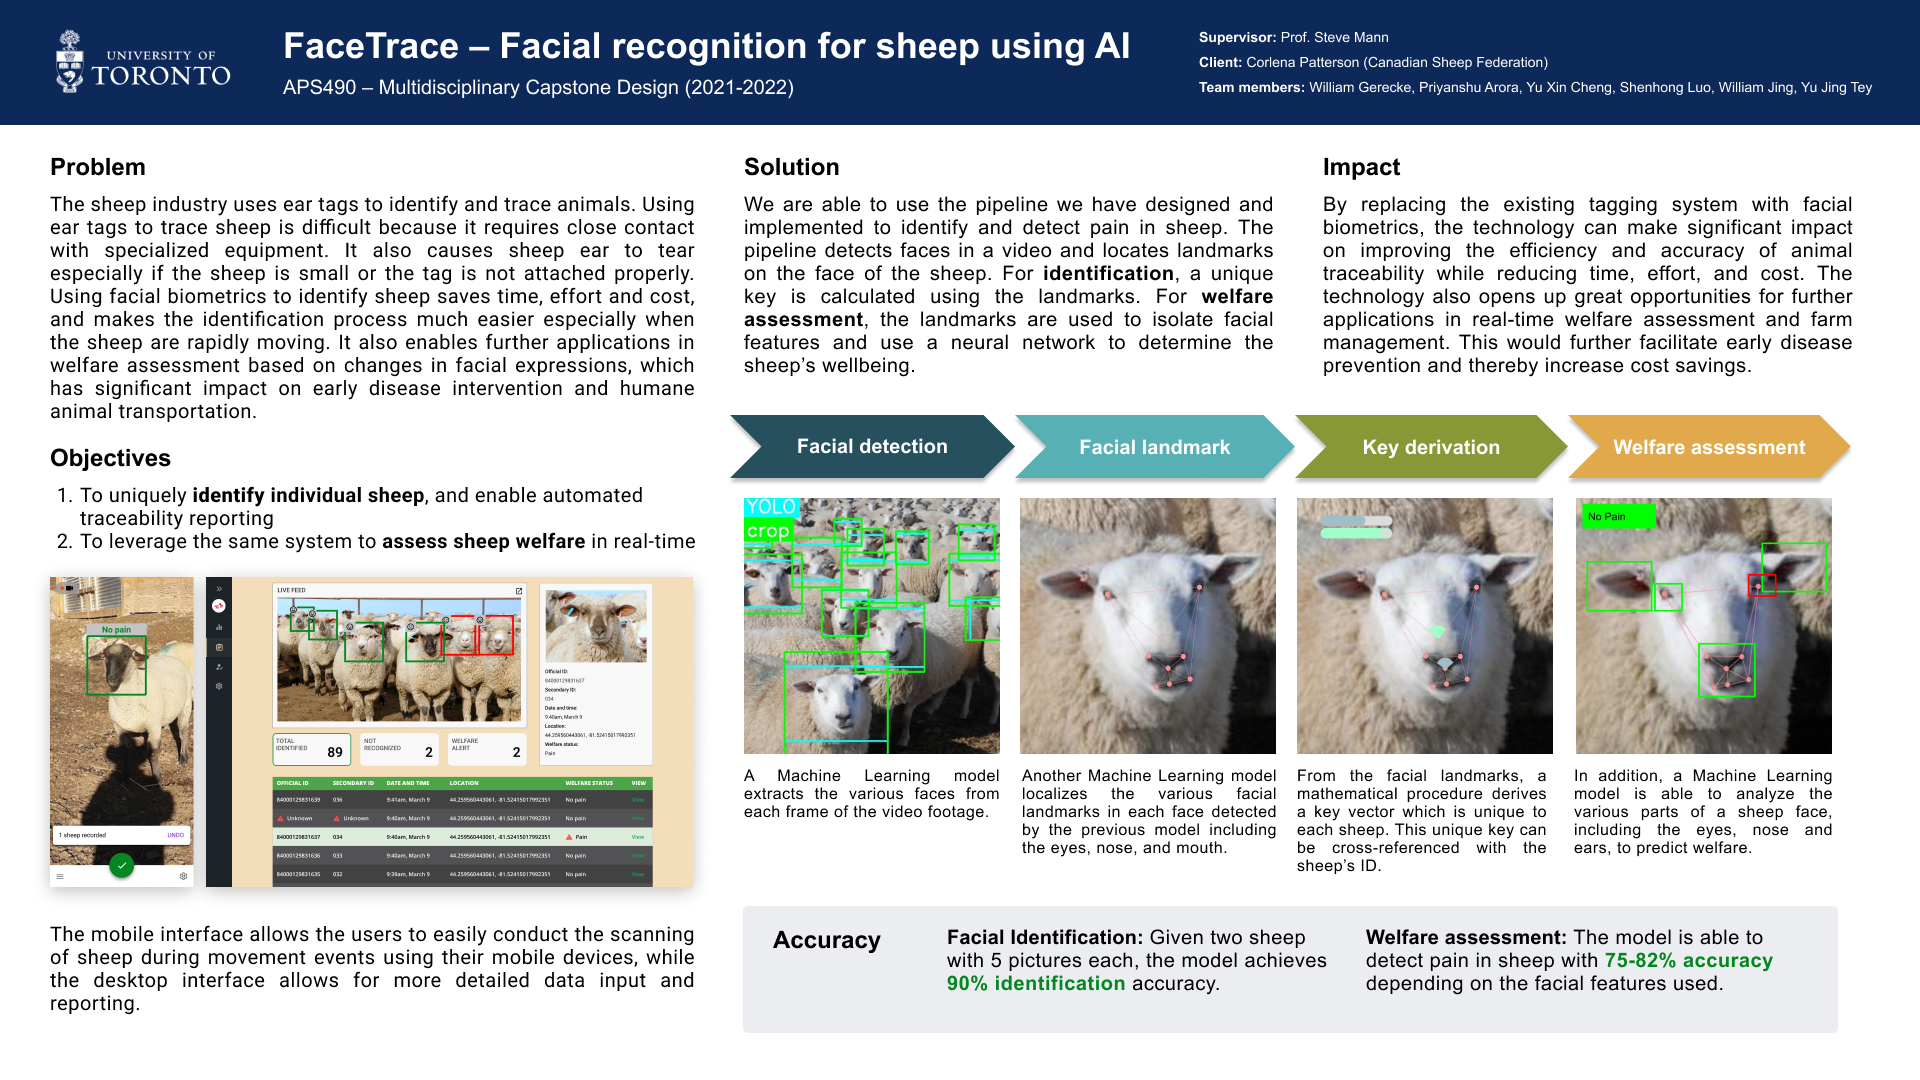 UNIVERSITY OF
TORONTO
FaceTrace – Facial recognition for sheep using AI
APS490 – Multidisciplinary Capstone Design (2021-2022)
Supervisor: Prof. Steve Mann
Client: Corlena Patterson (Canadian Sheep Federation)
Team members: William Gerecke, Priyanshu Arora, Yu Xin Cheng, Shenhong Luo, William Jing, Yu Jing Tey
Problem
The sheep industry uses ear tags to identify and trace animals. Using
ear tags to trace sheep is difficult because it requires close contact
with specialized equipment. It also causes sheep ear to tear
especially if the sheep is small or the tag is not attached properly.
Using facial biometrics to identify sheep saves time, effort and cost,
and makes the identification process much easier especially when
the sheep are rapidly moving. It also enables further applications in
welfare assessment based on changes in facial expressions, which
has significant impact on early disease intervention and humane
animal transportation.
Objectives
1. To uniquely identify individual sheep, and enable automated
traceability reporting
2. To leverage the same system to assess sheep welfare in real-time
No pain
1 sheep recorded
UNDO
LIVE FEED
TOTAL
IDENTIFIED
89
NOT
RECOGNIZED
2
WELFARE
ALERT
2
Official ID:
84000129831637
Secondary ID:
034
Date and time:
9:40am, March 9
Location:
44.259560443061, -81.52415017992351
Welfare status:
Pain
OFFICIAL ID SECONDARY ID DATE AND TIME LOCATION WELFARE STATUS VIEW
84000129831639 036 9:41am, March 9 44.259560443061, -81.52415017992351 No pain View
Unknown Unknown 9:40am, March 9 44.259560443061, -81.52415017992351 No pain View
84000129831637 034 9:40am, March 9 44.259560443061, -81.52415017992351 Pain View
84000129831636 033 9:40am, March 9 44.259560443061, -81.52415017992351 No pain View
84000129831635 032 9:39am, March 9 44.259560443061, -81.52415017992351 No pain View
The mobile interface allows the users to easily conduct the scanning
of sheep during movement events using their mobile devices, while
the desktop interface allows for more detailed data input and
reporting.
Solution
We are able to use the pipeline we have designed and
implemented to identify and detect pain in sheep. The
pipeline detects faces in a video and locates landmarks
on the face of the sheep. For identification, a unique
key is calculated using the landmarks. For welfare
assessment, the landmarks are used to isolate facial
features and use a neural network to determine the
sheep's wellbeing.
Impact
By replacing the existing tagging system with facial
biometrics, the technology can make significant impact
on improving the efficiency and accuracy of animal
traceability while reducing time, effort, and cost. The
technology also opens up great opportunities for further
applications in real-time welfare assessment and farm
management. This would further facilitate early disease
prevention and thereby increase cost savings.
Facial detection
Facial landmark
Key derivation
Welfare assessment
YOLO
crop
No Pain
A Machine Learning model
extracts the various faces from
each frame of the video footage.
Another Machine Learning model
localizes the various facial
landmarks in each face detected
by the previous model including
the eyes, nose, and mouth.
From the facial landmarks, a
mathematical procedure derives
a key vector which is unique to
each sheep. This unique key can
be cross-referenced with the
sheep's ID.
In addition, a Machine Learning
model is able to analyze the
various parts of a sheep face,
including the eyes, nose and
ears, to predict welfare.
Accuracy
Facial Identification: Given two sheep
with 5 pictures each, the model achieves
90% identification accuracy.
Welfare assessment: The model is able to
detect pain in sheep with 75-82% accuracy
depending on the facial features used.